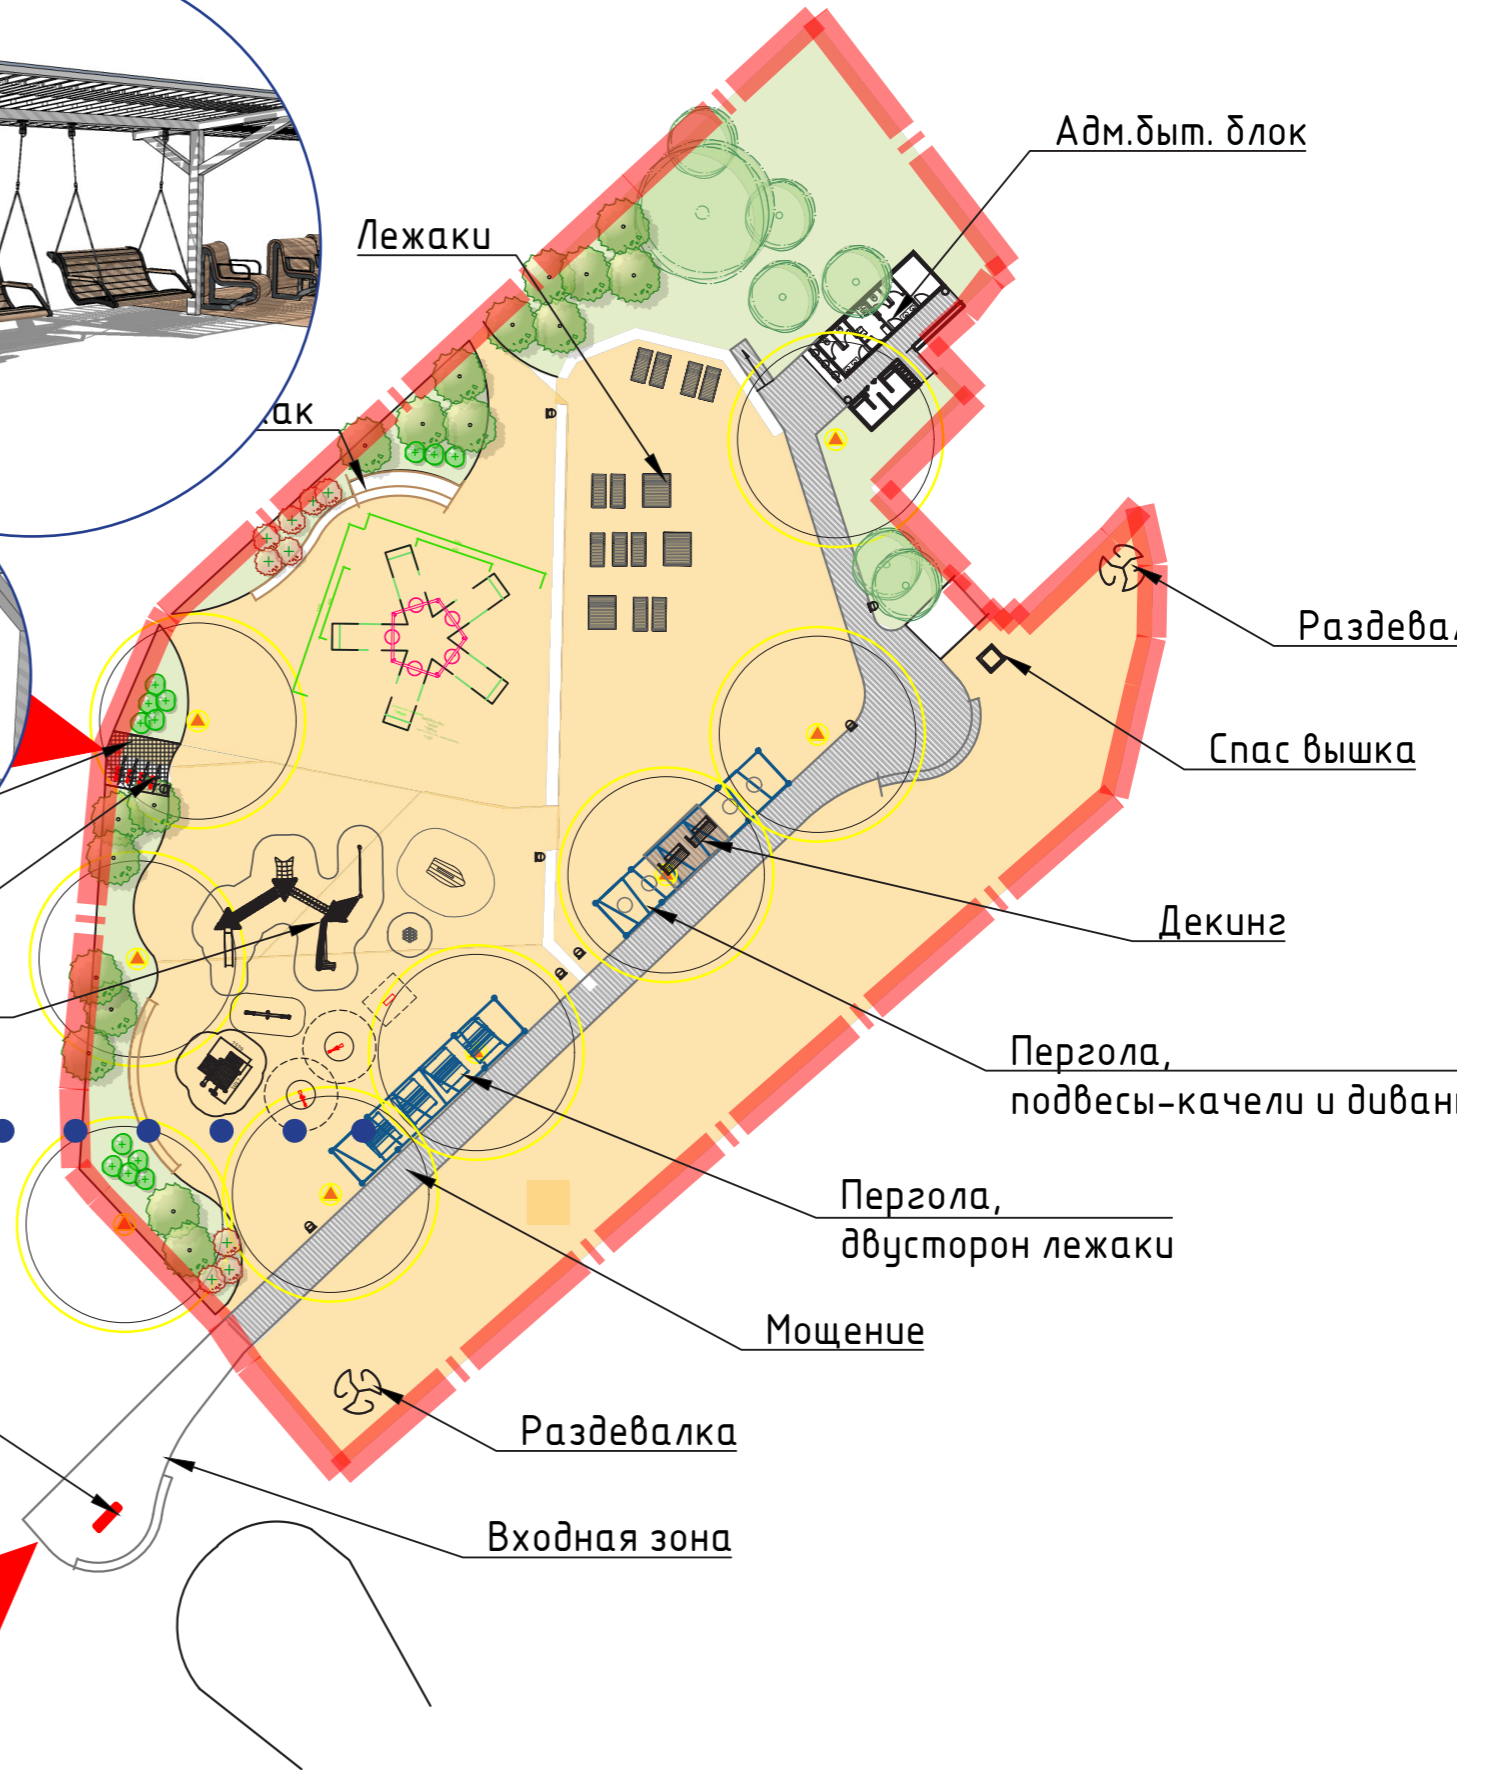 Адм.быт. блок
Лежаки
ак
Раздевал
Спас вышка
Декинг
Пергола,
подвесы-качели и диван
Пергола,
двусторон лежаки
Мощение
Раздевалка
Входная зона